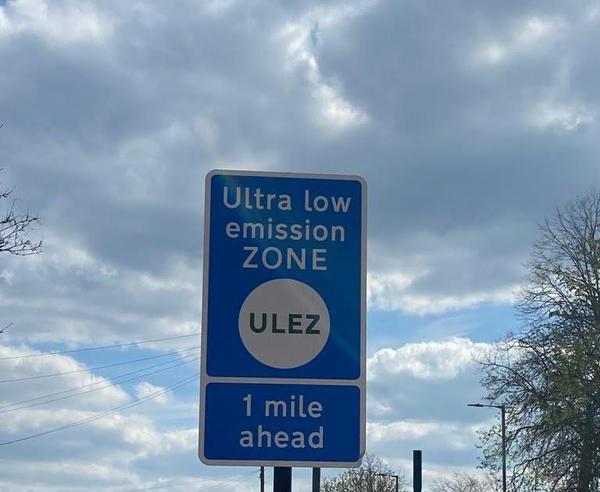 Ultra low
emission
ZONE
ULEZ
1 mile
ahead